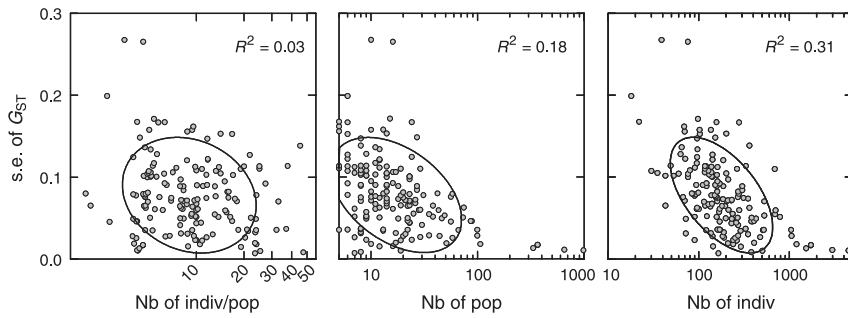 R² = 0.03
R² = 0.18
R² = 0.31
s.e. of G_ST
0.3
0.2
0.1
0.0
10 20 30 40 50
10 100 1000
10 100 1000
Nb of indiv/pop
Nb of pop
Nb of indiv